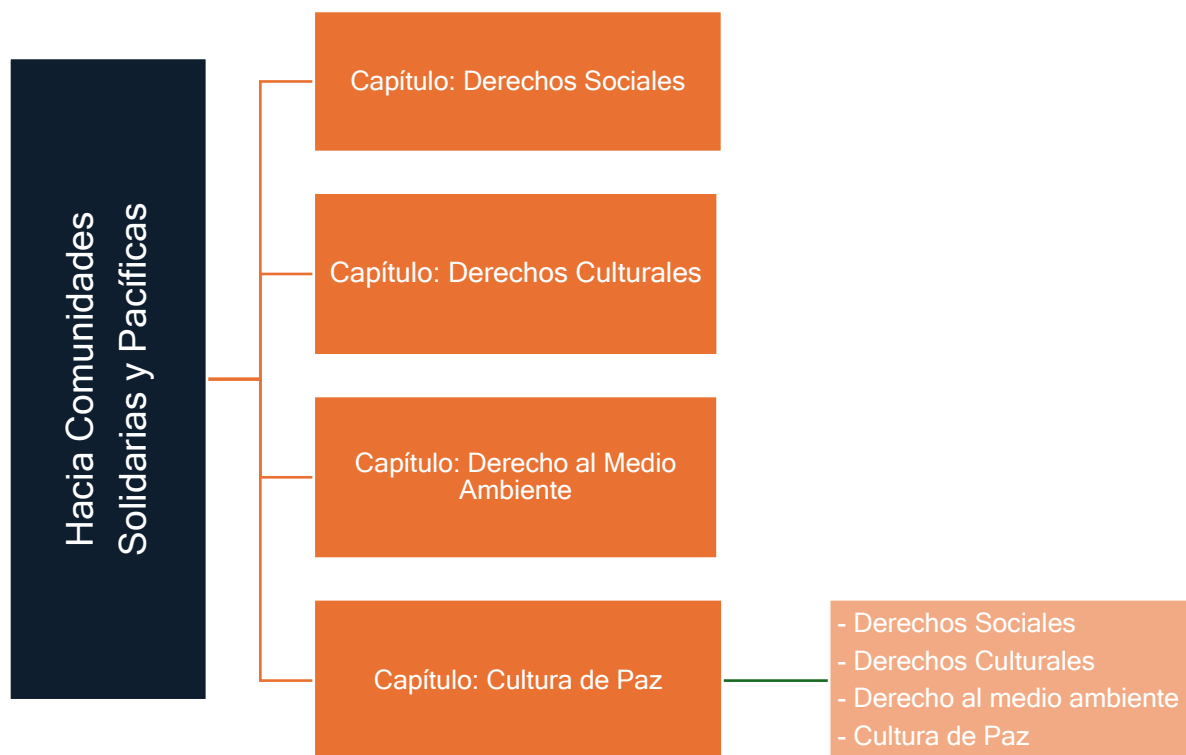 Hacia Comunidades
Solidarias y Pacíficas
Capítulo: Derechos Sociales
Capítulo: Derechos Culturales
Capítulo: Derecho al Medio
Ambiente
Capítulo: Cultura de Paz
- Derechos Sociales
- Derechos Culturales
- Derecho al medio ambiente
- Cultura de Paz